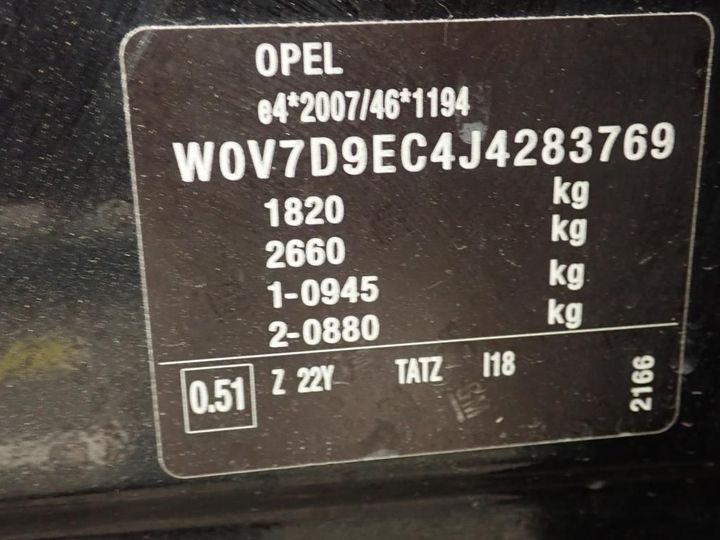 OPEL
e4*2007/46*1194
W0V7D9EC4J4283769
1820 kg
2660 kg
1-0945 kg
2-0880 kg
0.51 Z 22Y TATZ I18 2166